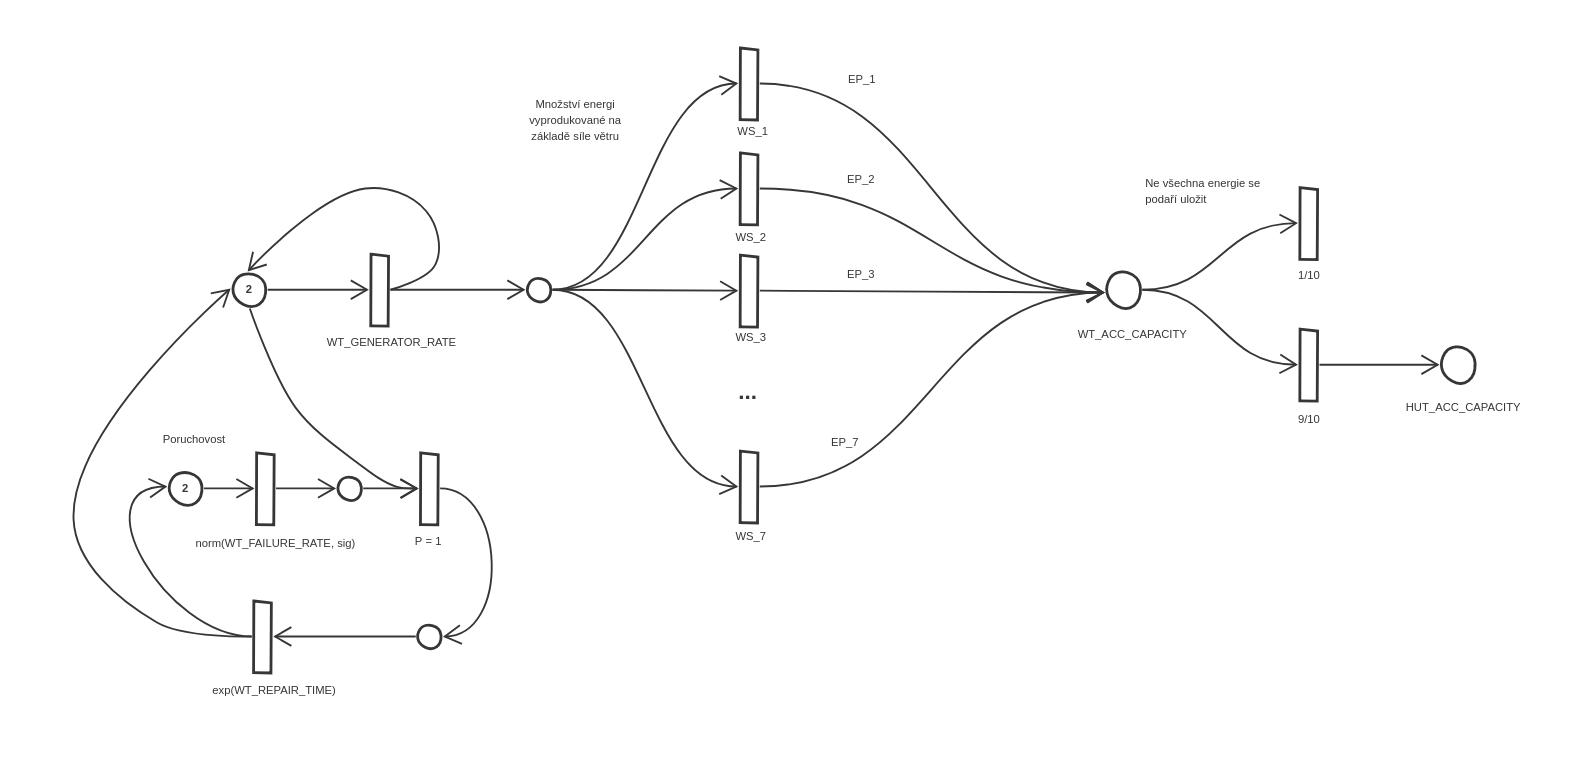 EP_1
Množství energi
vyprodukované na
základě síle větru
WS_1
EP_2
Ne všechna energie se
podaří uložit
WS_2
EP_3
1/10
2
WT_GENERATOR_RATE
WS_3
WT_ACC_CAPACITY
...
9/10
HUT_ACC_CAPACITY
Poruchovost
EP_7
2
norm(WT_FAILURE_RATE, sig)
P = 1
WS_7
exp(WT_REPAIR_TIME)